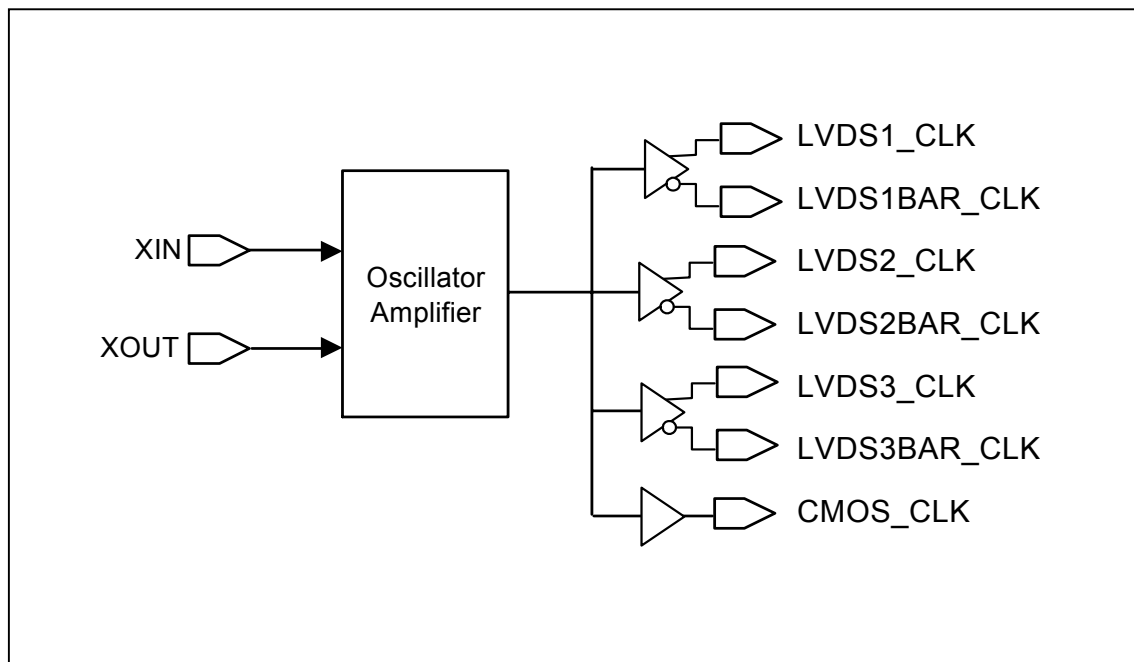 XIN
XOUT
Oscillator
Amplifier
LVDS1_CLK
LVDS1BAR_CLK
LVDS2_CLK
LVDS2BAR_CLK
LVDS3_CLK
LVDS3BAR_CLK
CMOS_CLK